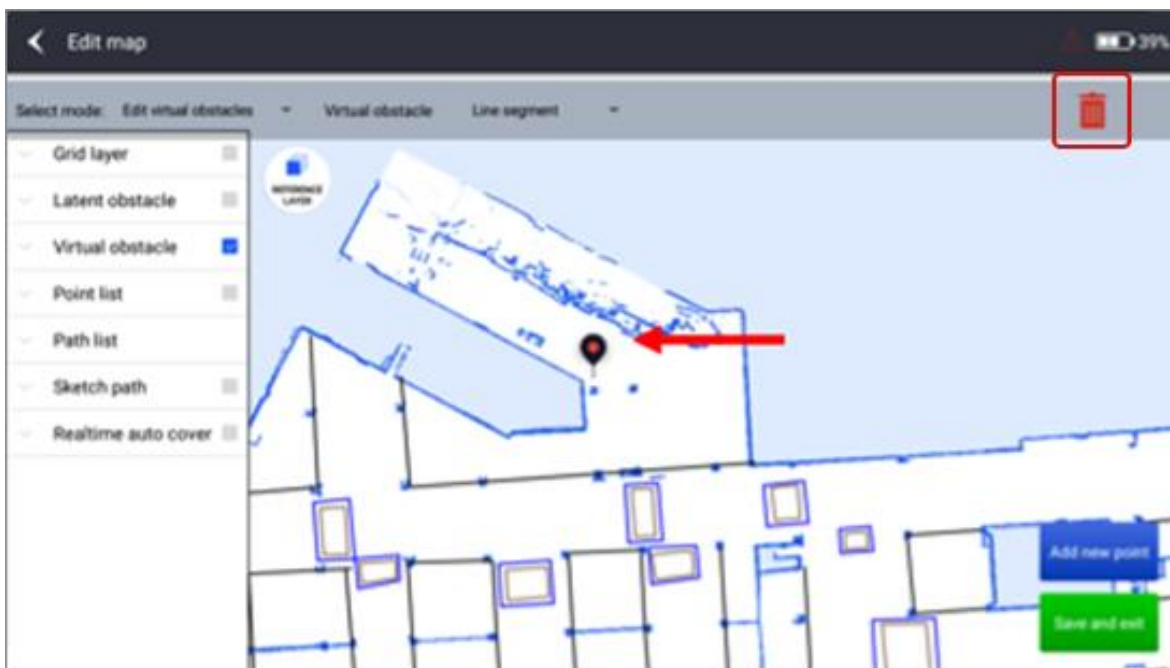 Edit map
39%
Select mode: Edit virtual obstacles Virtual obstacle Line segment
Grid layer
Latent obstacle
Virtual obstacle
Point list
Path list
Sketch path
Realtime auto cover
REFERENCE
LAYER
Add new point
Save and exit